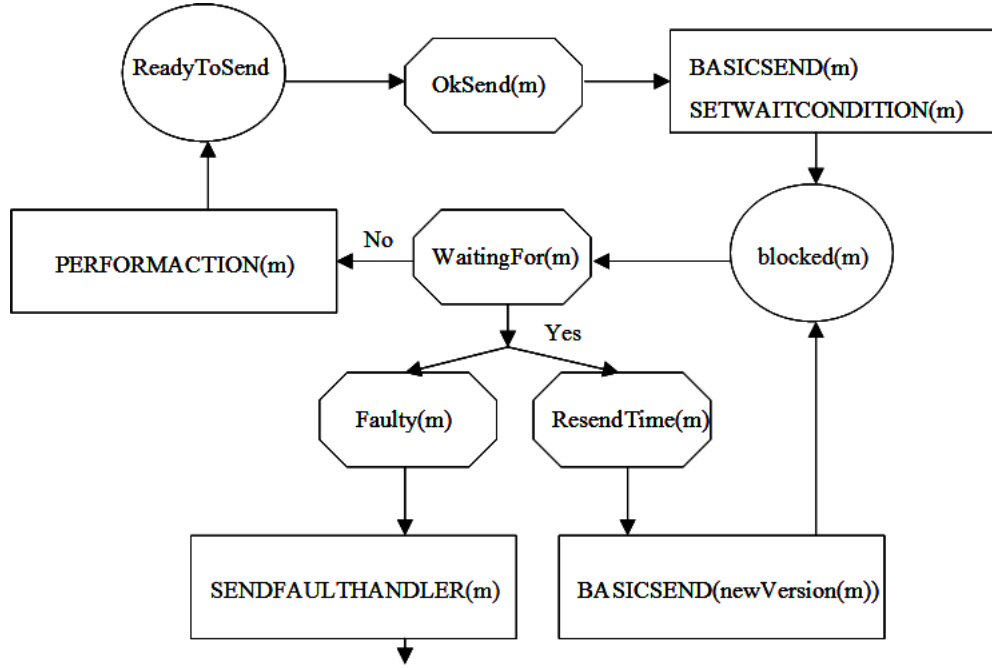 ReadyToSend
OkSend(m)
BASICSEND(m)
SETWAITCONDITION(m)
PERFORMACTION(m)
No
WaitingFor(m)
blocked(m)
Yes
Faulty(m)
ResendTime(m)
SENDFAULTHANDLER(m)
BASICSEND(newVersion(m))